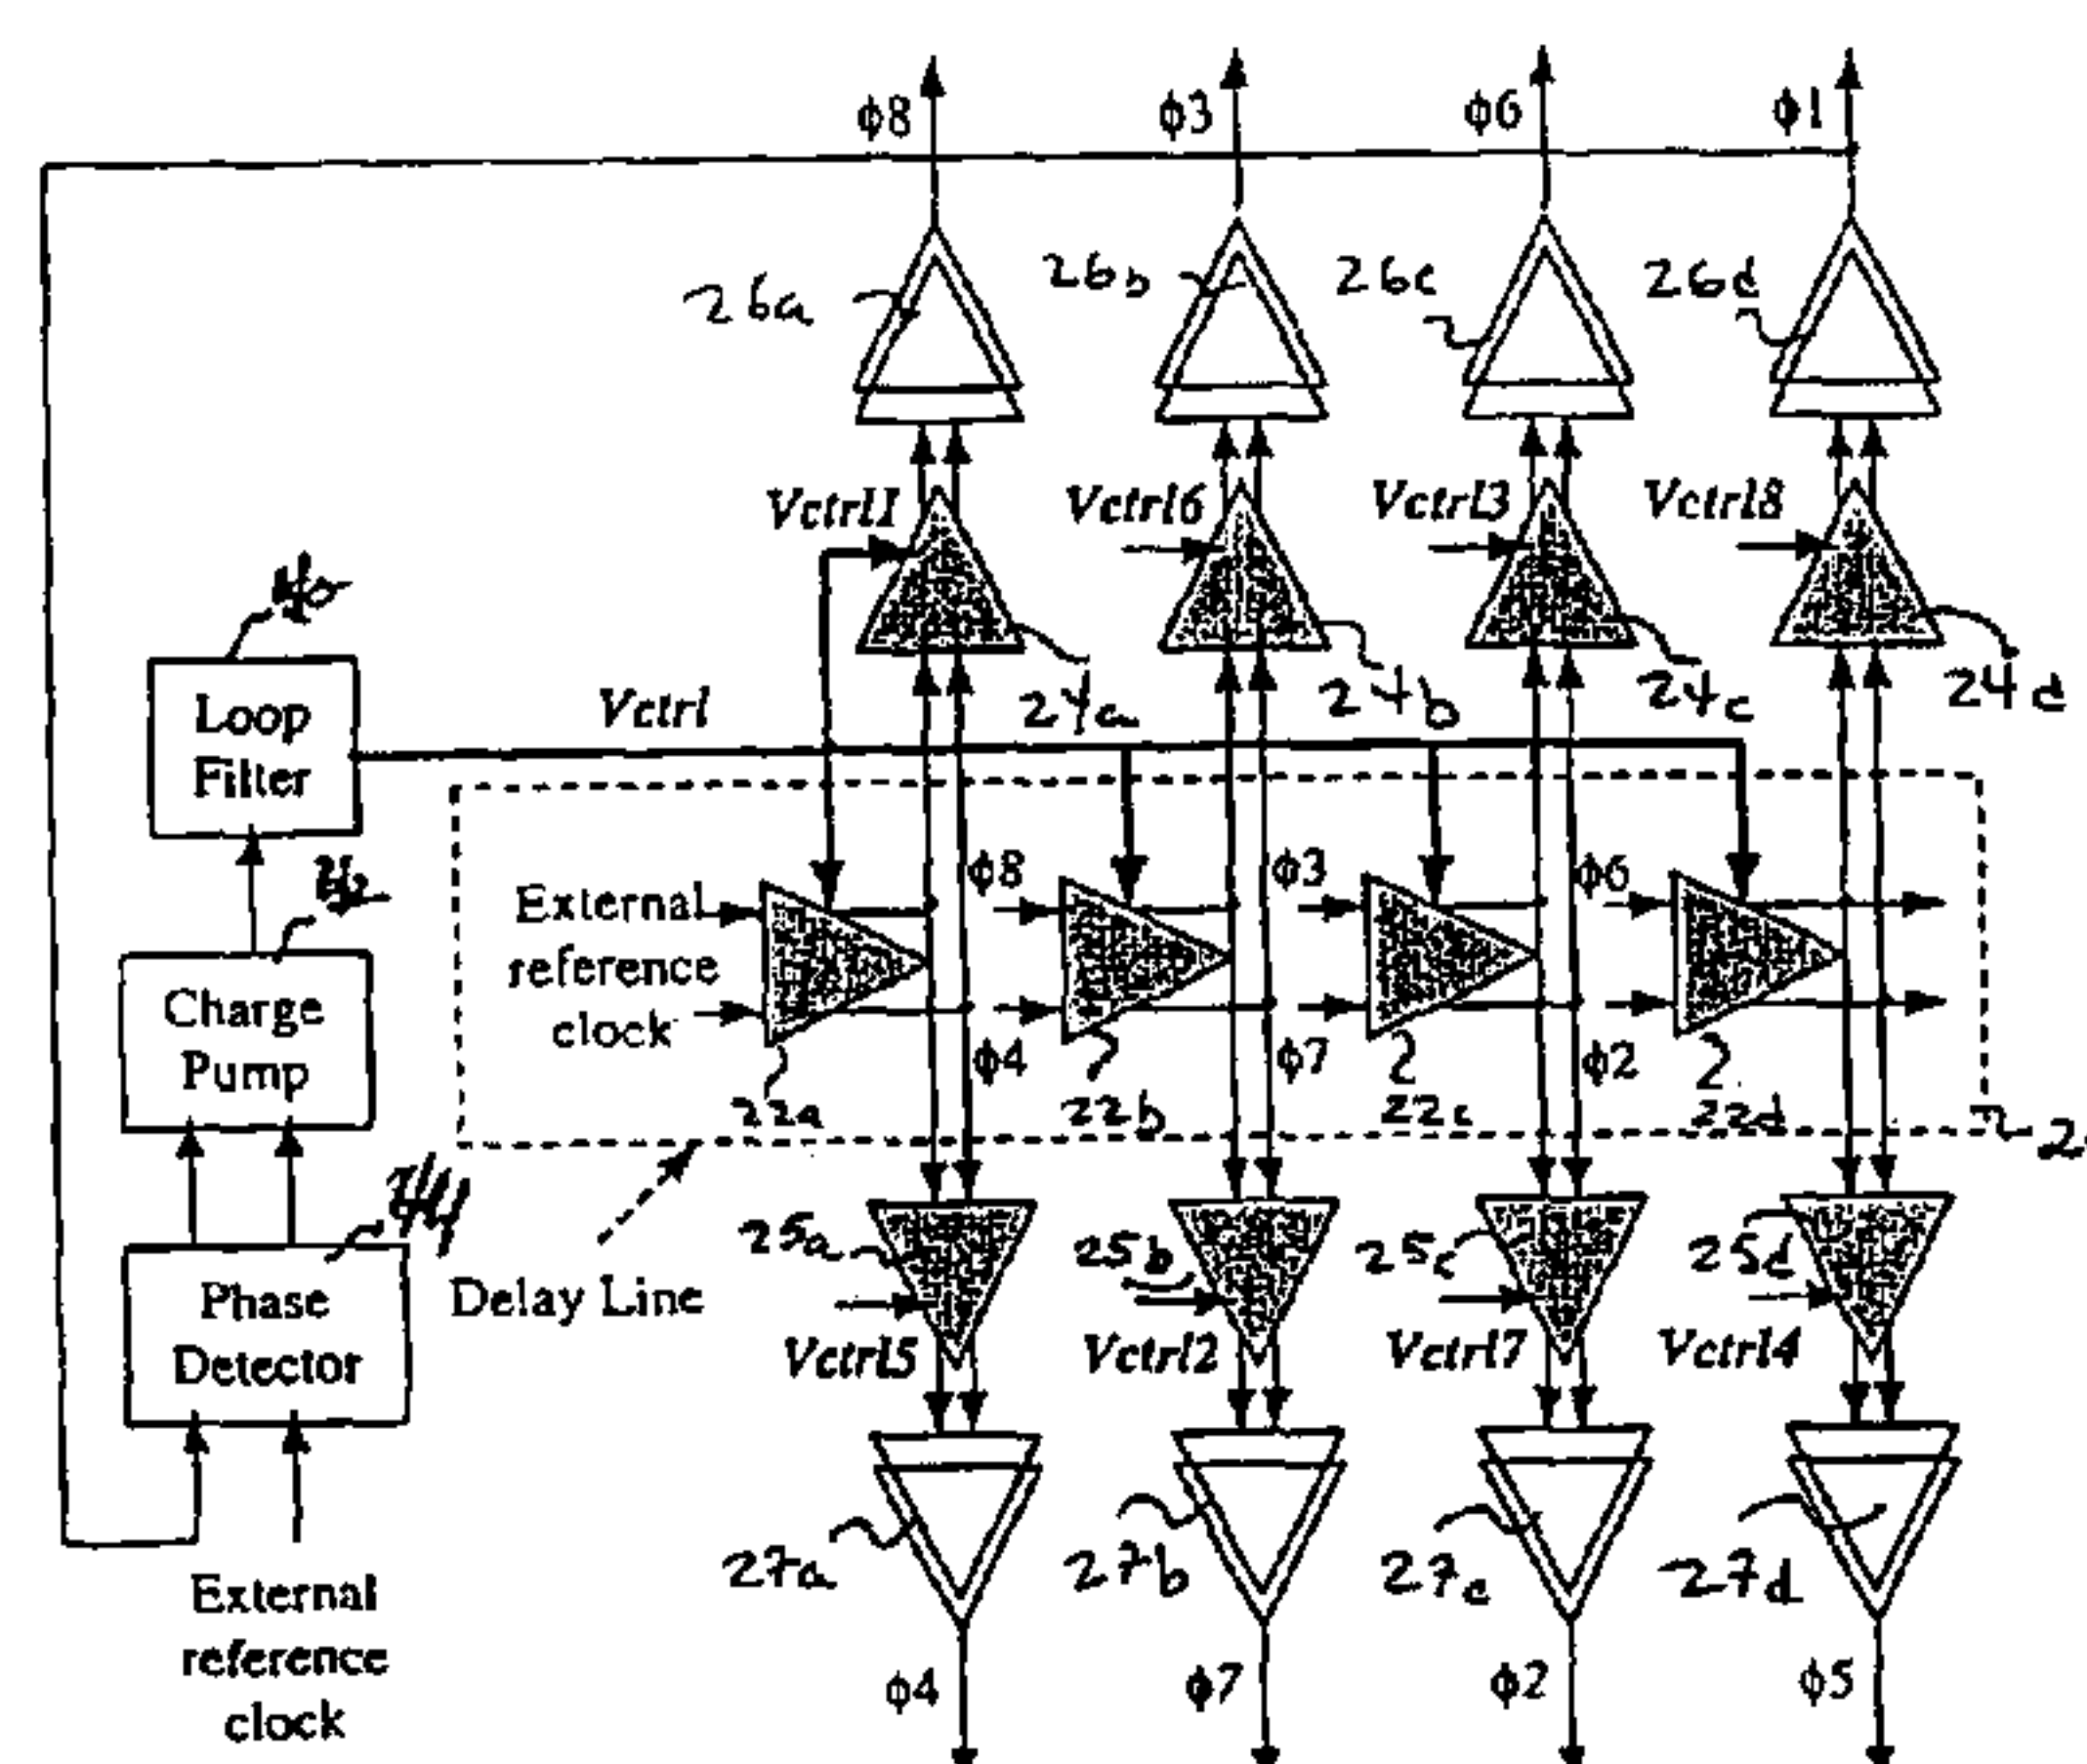 ϕ8 ϕ3 ϕ6 ϕ1
26a 26b 26c 26d
Vctrl1 Vctrl6 Vctrl3 Vctrl8
40
24a 24b 24c 24d
Loop
Filter
Vctrl
ϕ8 ϕ3 ϕ6
External
reference
clock
Charge
Pump
ϕ4 ϕ7 ϕ2
22a 22b 22c 22d
25a 25b 25c 25d
Delay Line
Phase
Detector
Vctrl5 Vctrl2 Vctrl7 Vctrl4
27a 27b 27c 27d
External
reference
clock
ϕ4 ϕ7 ϕ2 ϕ5